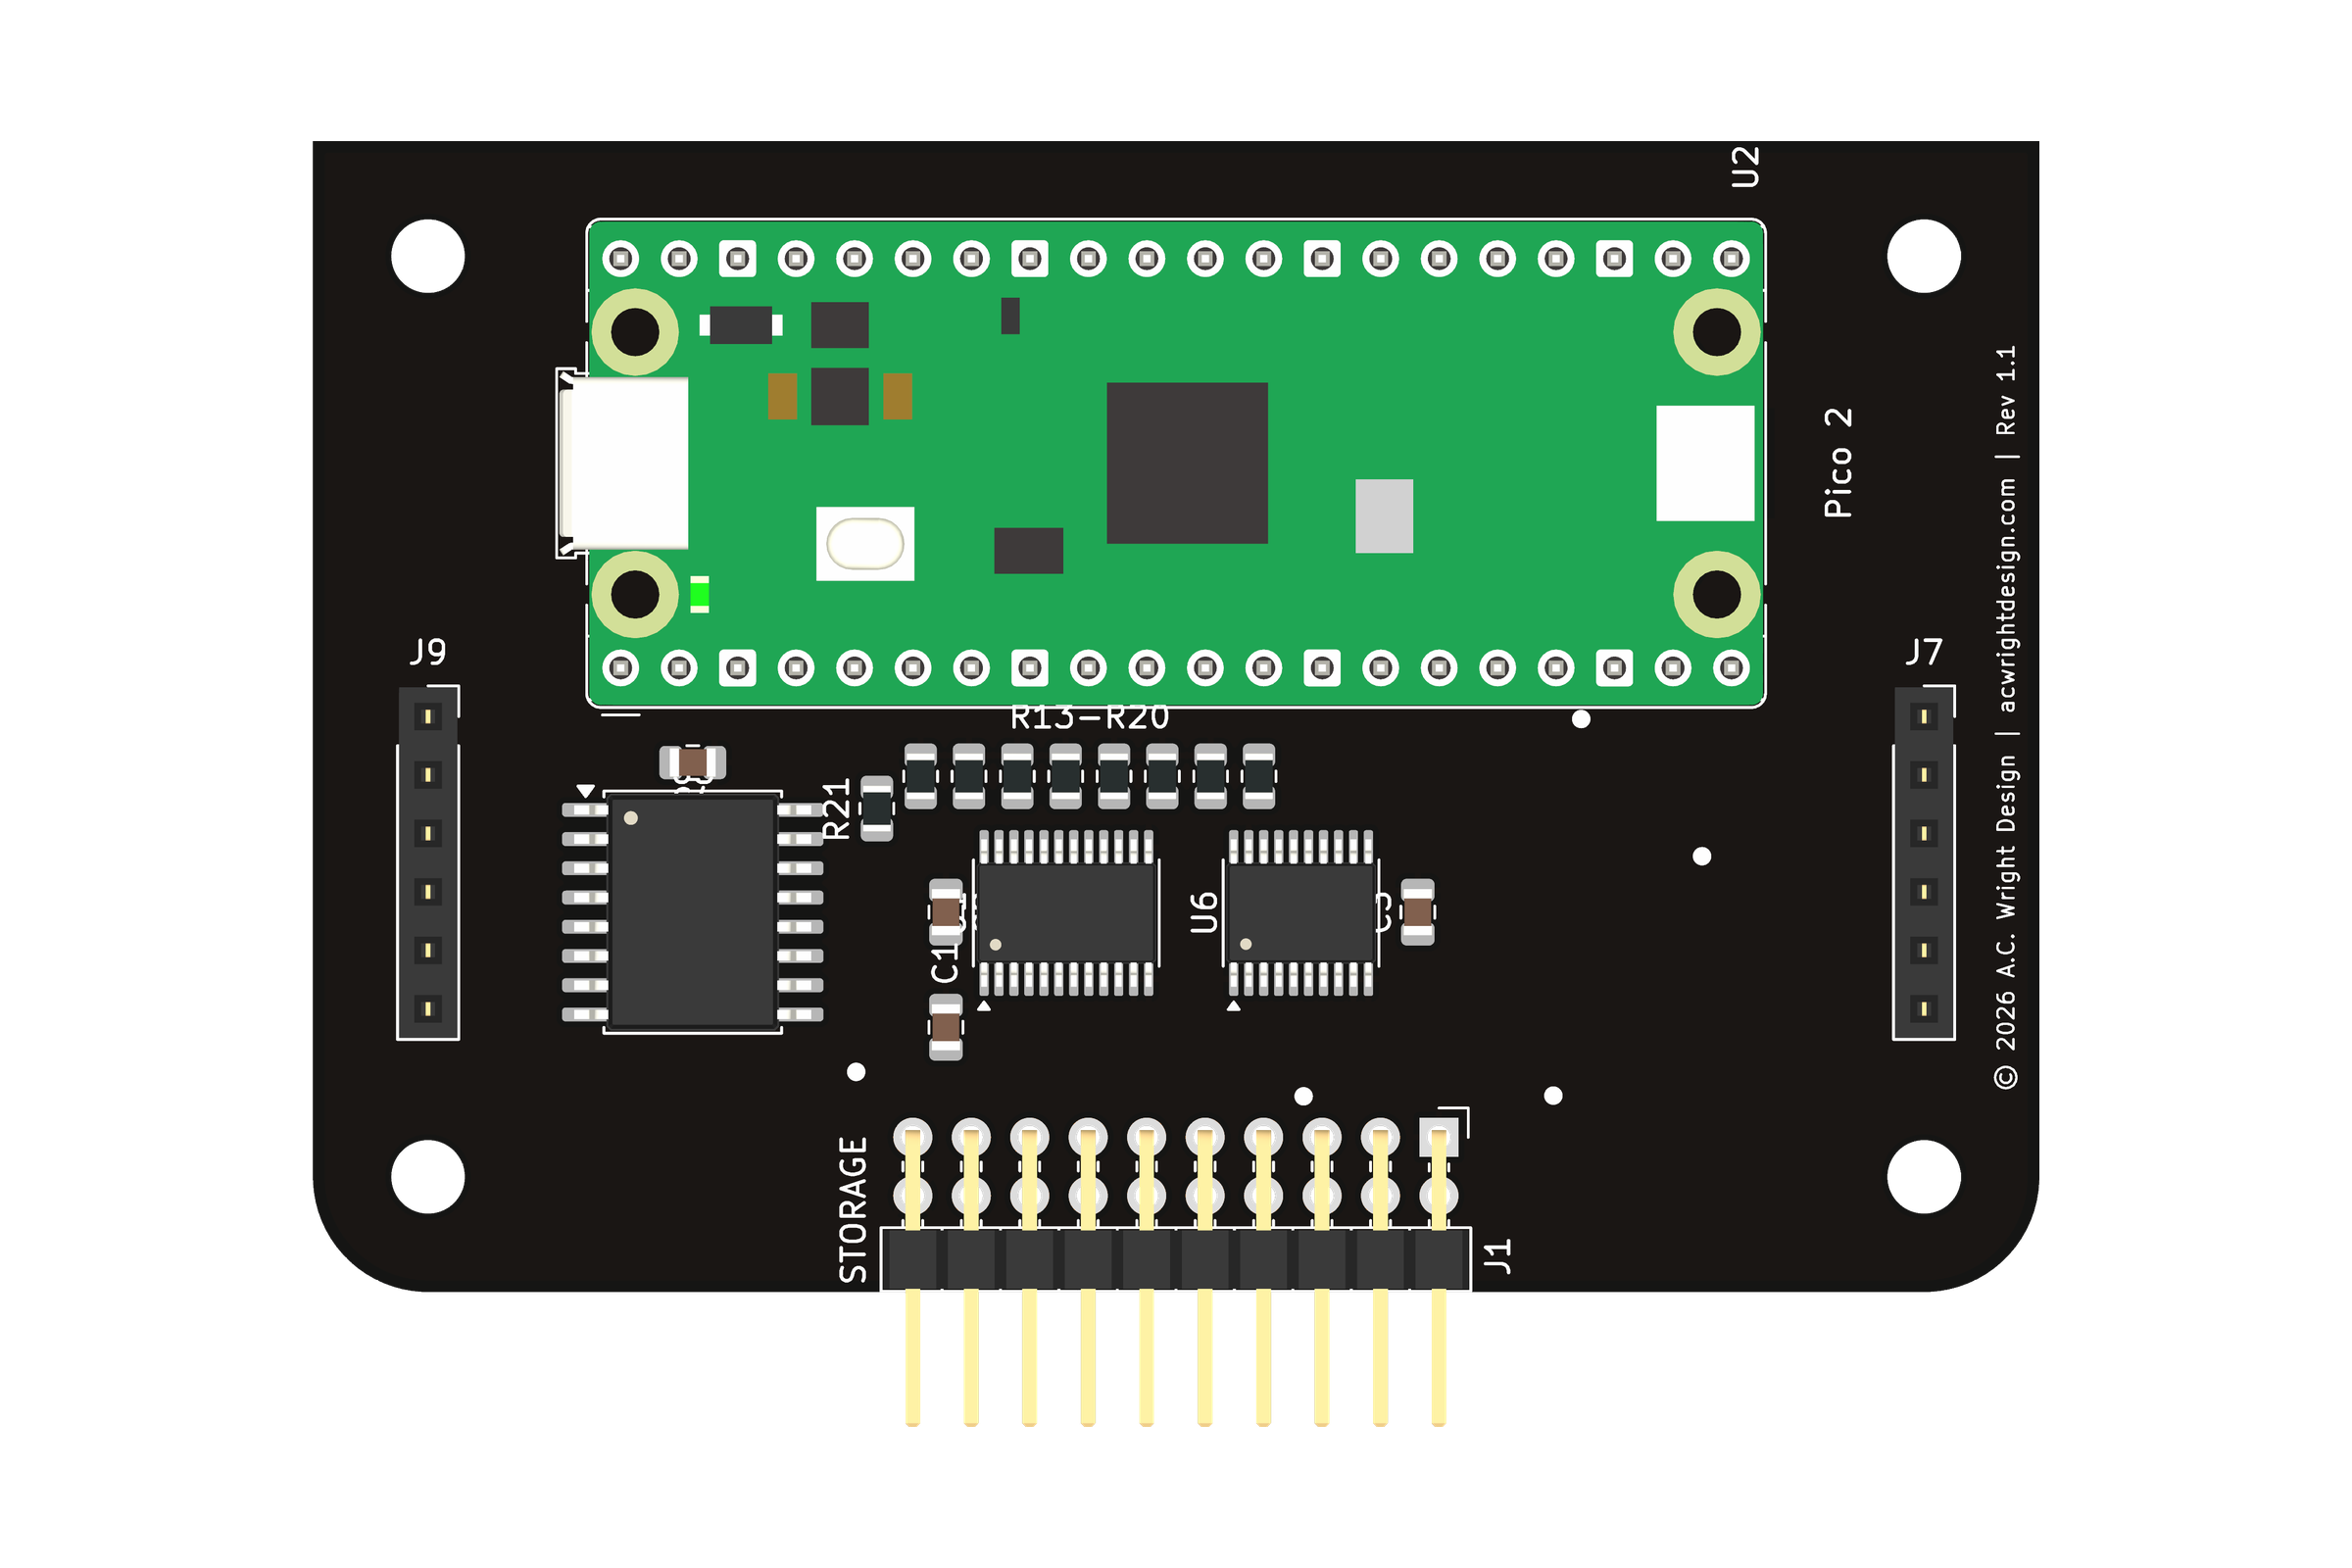 U2
Pico 2
© 2026 A.C. Wright Design | acwrightdesign.com | Rev 1.1
J9
J7
R13-R20
R21
U6
C1
STORAGE
J1